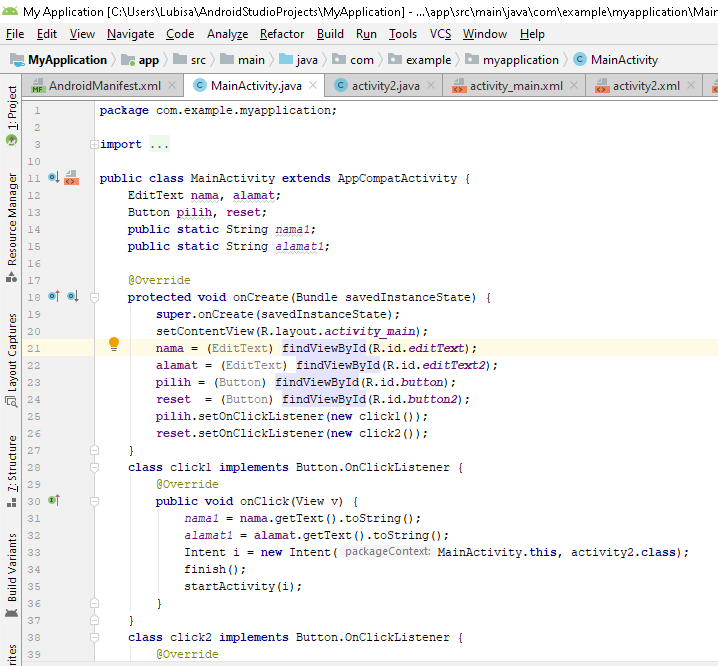 My Application [C:\Users\Lubisa\AndroidStudioProjects\MyApplication] - ...\app\src\main\java\com\example\myapplication\Main
File Edit View Navigate Code Analyze Refactor Build Run Tools VCS Window Help
MyApplication app src main java com example myapplication MainActivity
AndroidManifest.xml MainActivity.java activity2.java activity_main.xml activity2.xml
1: Project
Resource Manager
Layout Captures
7: Structure
Build Variants
1 package com.example.myapplication;
2
3 import ...
10
11 public class MainActivity extends AppCompatActivity {
12 EditText nama, alamat;
13 Button pilih, reset;
14 public static String nama1;
15 public static String alamat1;
16
17 @Override
18 protected void onCreate(Bundle savedInstanceState) {
19 super.onCreate(savedInstanceState);
20 setContentView(R.layout.activity_main);
21 nama = (EditText) findViewById(R.id.editText);
22 alamat = (EditText) findViewById(R.id.editText2);
23 pilih = (Button) findViewById(R.id.button);
24 reset = (Button) findViewById(R.id.button2);
25 pilih.setOnClickListener(new click1());
26 reset.setOnClickListener(new click2());
27 }
28 class click1 implements Button.OnClickListener {
29 @Override
30 public void onClick(View v) {
31 nama1 = nama.getText().toString();
32 alamat1 = alamat.getText().toString();
33 Intent i = new Intent( packageContext: MainActivity.this, activity2.class);
34 finish();
35 startActivity(i);
36 }
37 }
38 class click2 implements Button.OnClickListener {
39 @Override